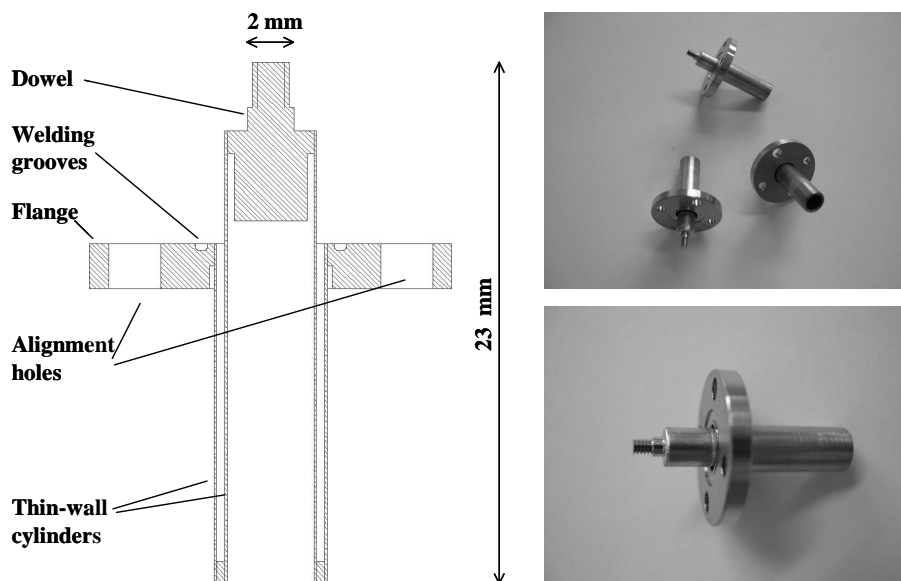 2 mm
Dowel
Welding
grooves
Flange
Alignment
holes
23 mm
Thin-wall
cylinders